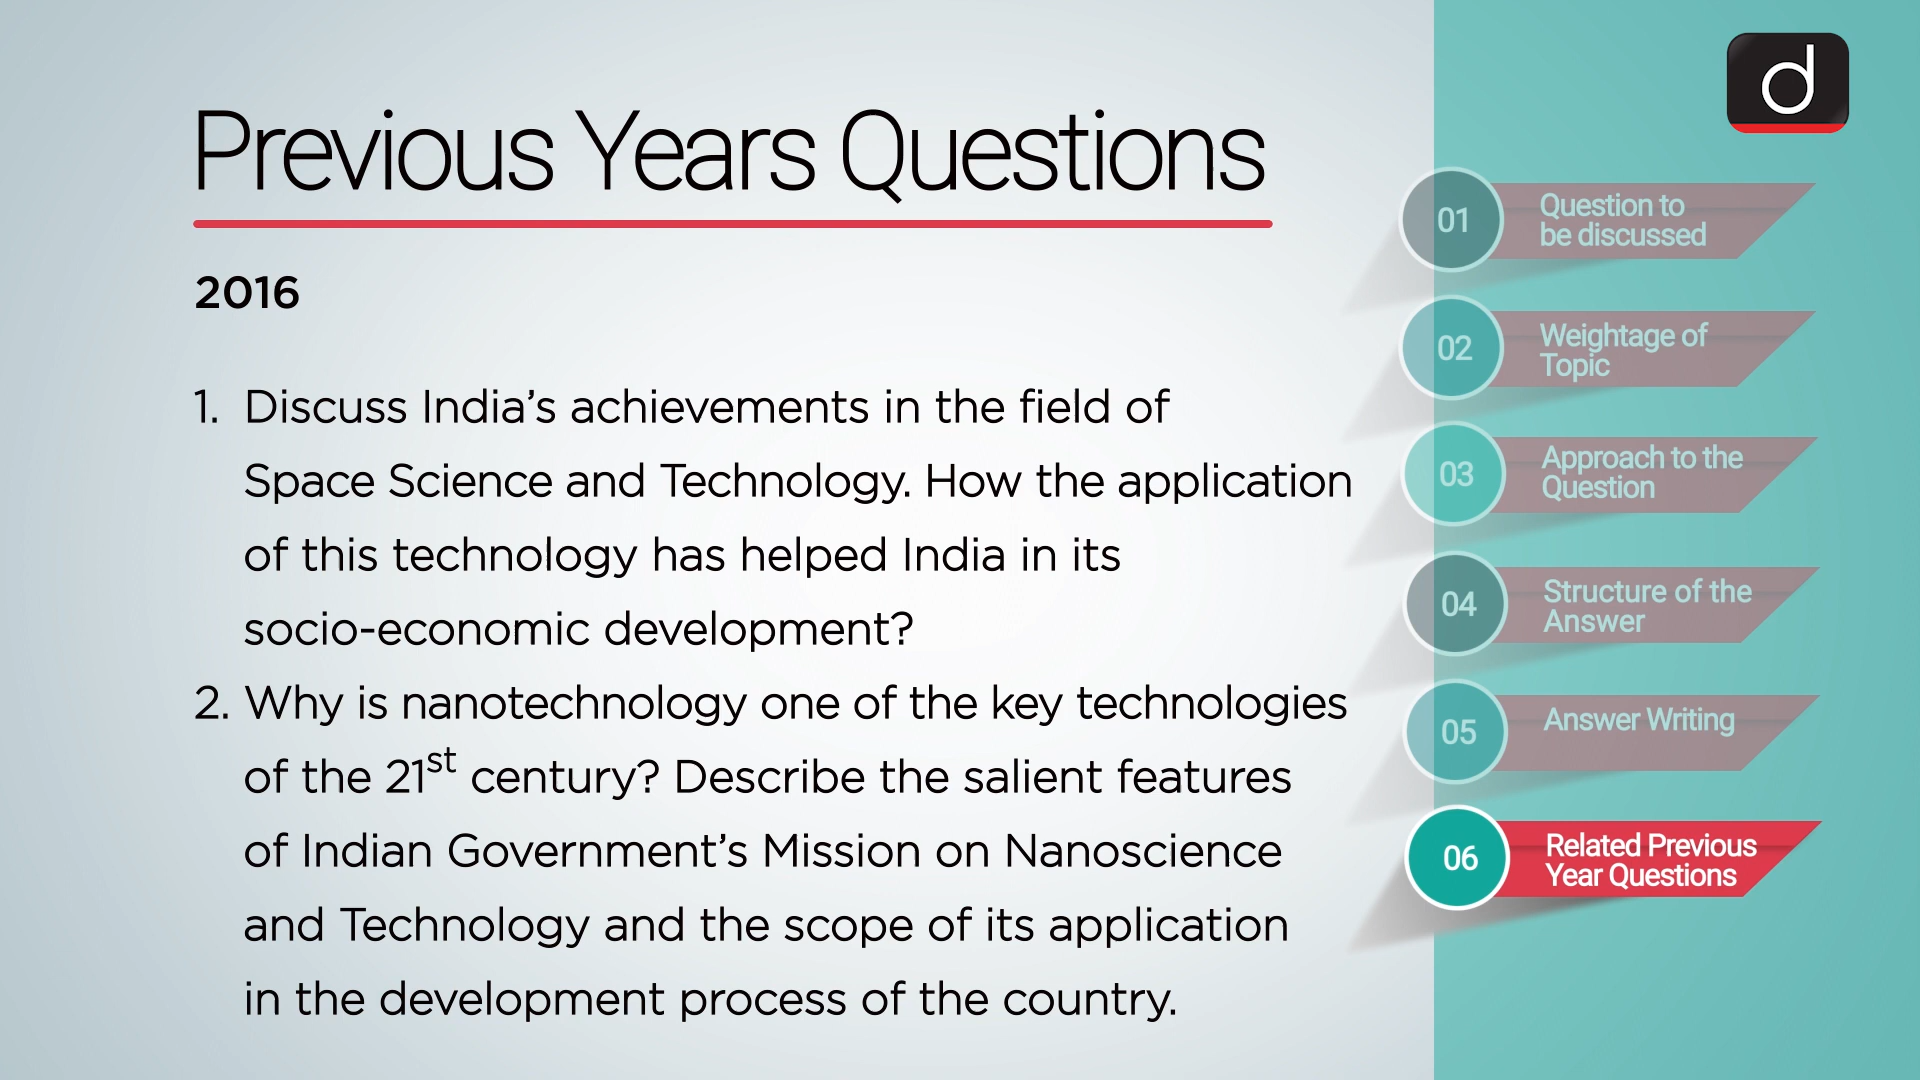 Previous Years Questions
2016
1. Discuss India’s achievements in the field of
Space Science and Technology. How the application
of this technology has helped India in its
socio-economic development?
2. Why is nanotechnology one of the key technologies
of the 21st century? Describe the salient features
of Indian Government’s Mission on Nanoscience
and Technology and the scope of its application
in the development process of the country.
d
01 Question to
be discussed
02 Weightage of
Topic
03 Approach to the
Question
04 Structure of the
Answer
05 Answer Writing
06 Related Previous
Year Questions